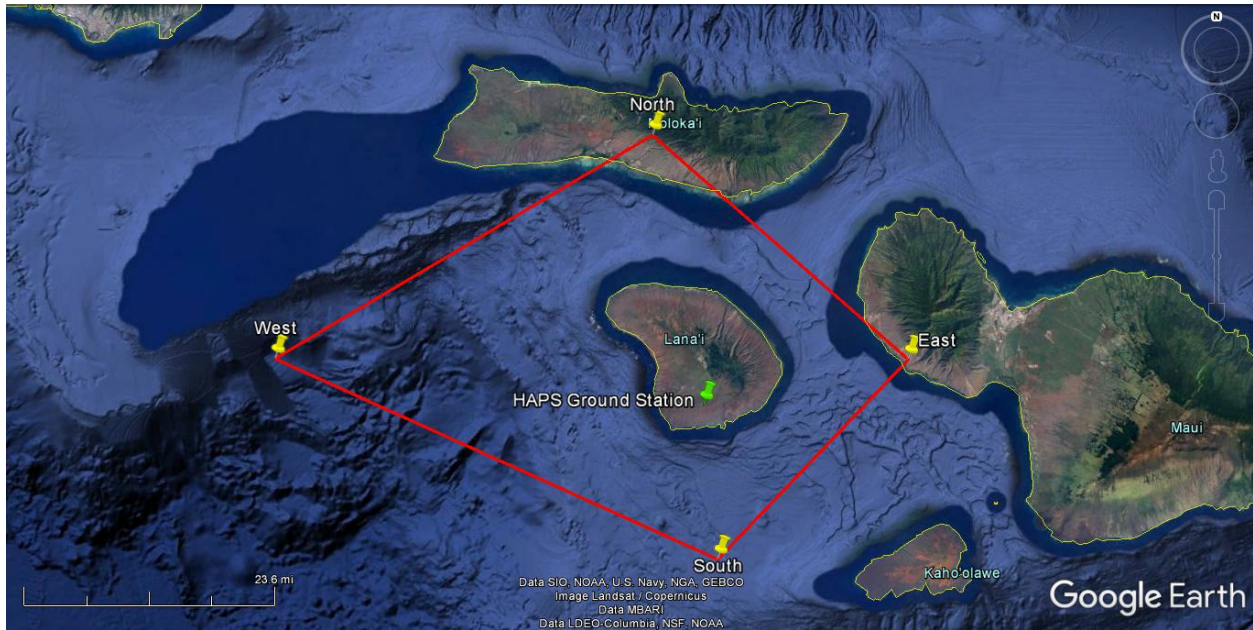 N
North
Moloka'i
West
East
Lana'i
HAPS Ground Station
Maui
South
Kaho'olawe
23.6 mi
Data SIO, NOAA, U.S. Navy, NGA, GEBCO
Image Landsat / Copernicus
Data MBARI
Data LDEO-Columbia, NSF, NOAA
Google Earth